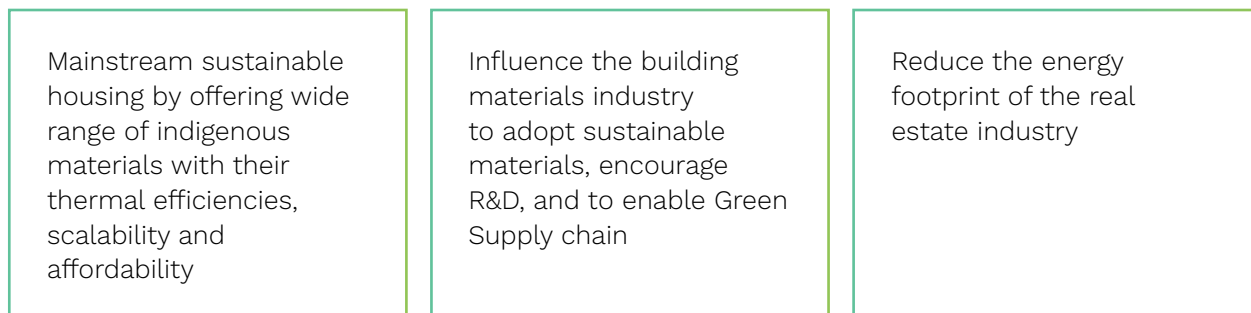 Mainstream sustainable
housing by offering wide
range of indigenous
materials with their
thermal efficiencies,
scalability and
affordability
Influence the building
materials industry
to adopt sustainable
materials, encourage
R&D, and to enable Green
Supply chain
Reduce the energy
footprint of the real
estate industry